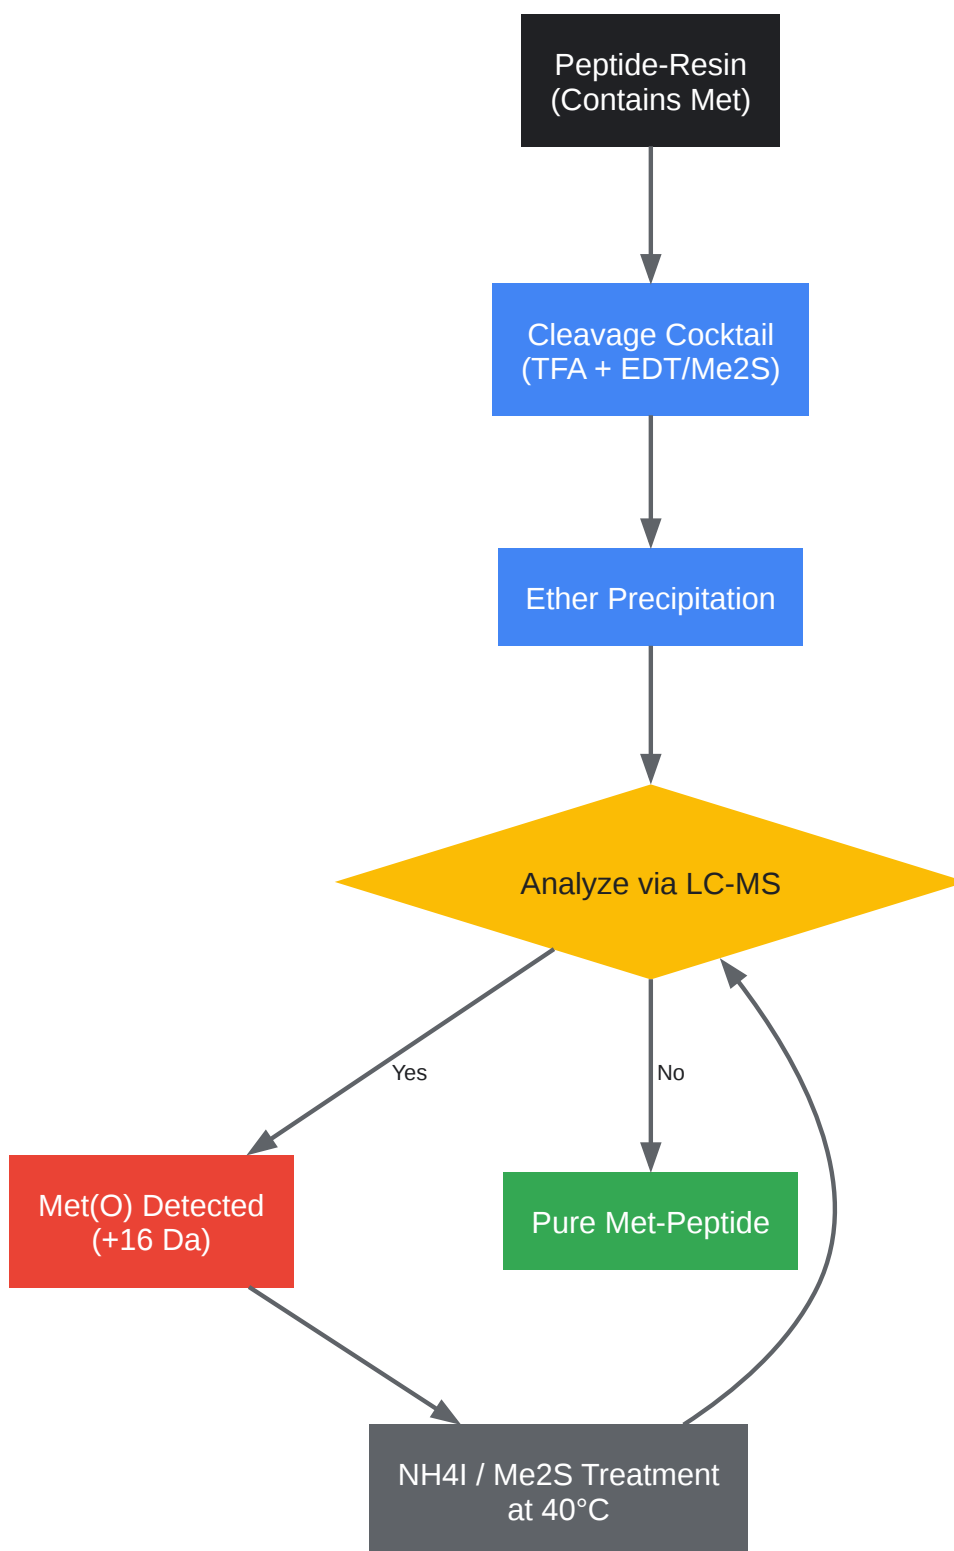 Peptide-Resin
(Contains Met)
Cleavage Cocktail
(TFA + EDT/Me2S)
Ether Precipitation
Analyze via LC-MS
Yes
No
Met(O) Detected
(+16 Da)
Pure Met-Peptide
NH4I / Me2S Treatment
at 40°C